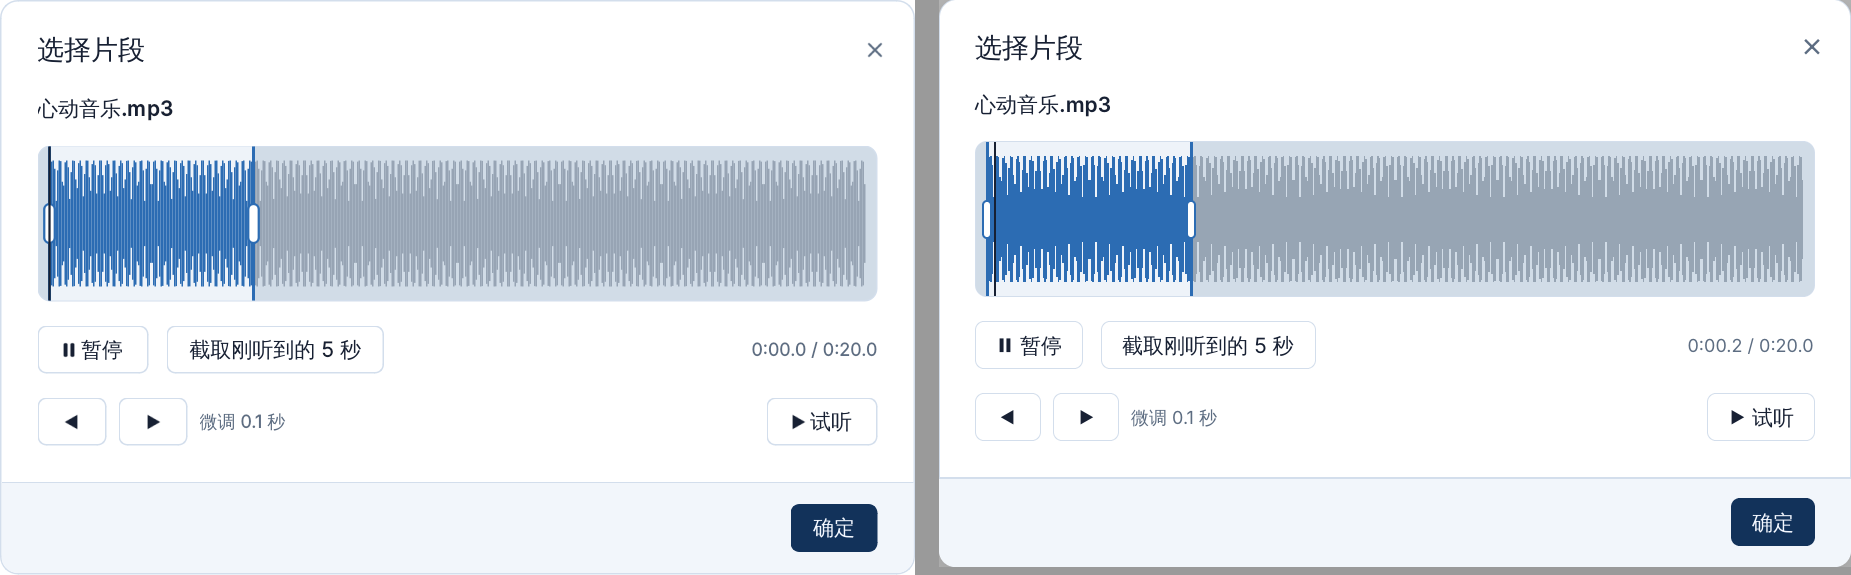 选择片段
心动音乐.mp3
暂停
截取刚听到的 5 秒
0:00.0 / 0:20.0
微调 0.1 秒
试听
确定
选择片段
心动音乐.mp3
暂停
截取刚听到的 5 秒
0:00.2 / 0:20.0
微调 0.1 秒
试听
确定